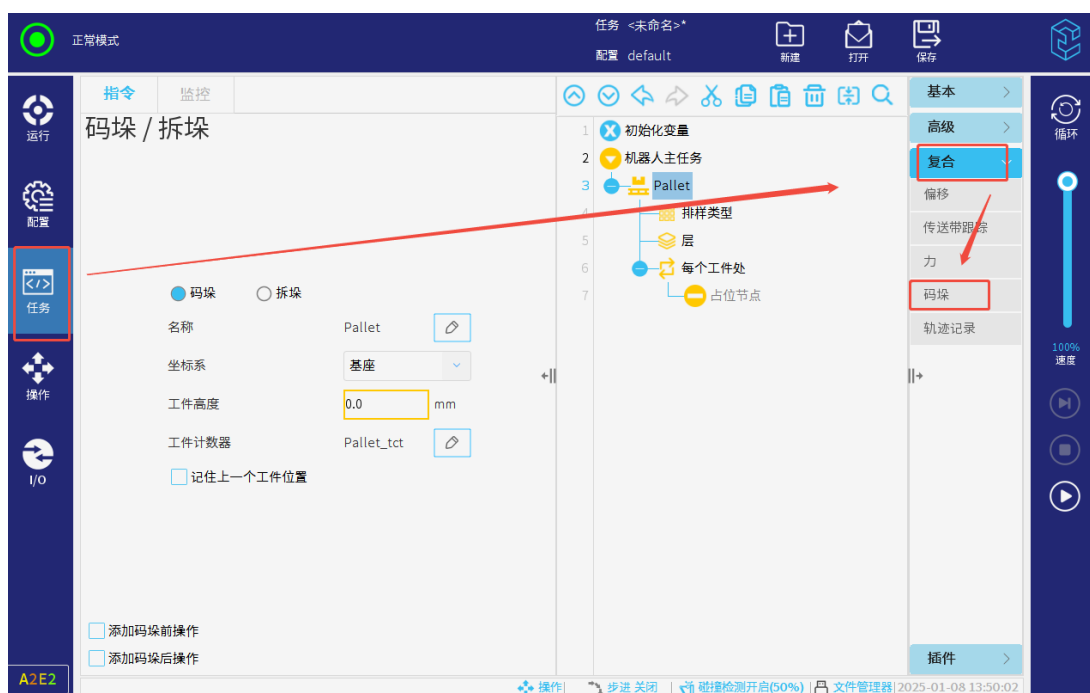 正常模式
任务 <未命名>*
配置 default
新建
打开
保存
运行
配置
任务
操作
I/O
A2E2
指令
监控
码垛 / 拆垛
码垛
拆垛
名称 Pallet
坐标系 基座
工件高度 0.0 mm
工件计数器 Pallet_tct
记住上一个工件位置
添加码垛前操作
添加码垛后操作
1 初始化变量
2 机器人主任务
3 Pallet
4 排样类型
5 层
6 每个工件处
7 占位节点
基本
高级
复合
偏移
传送带跟踪
力
码垛
轨迹记录
插件
循环
100%
速度
操作
步进 关闭
碰撞检测开启(50%)
文件管理器
2025-01-08 13:50:02